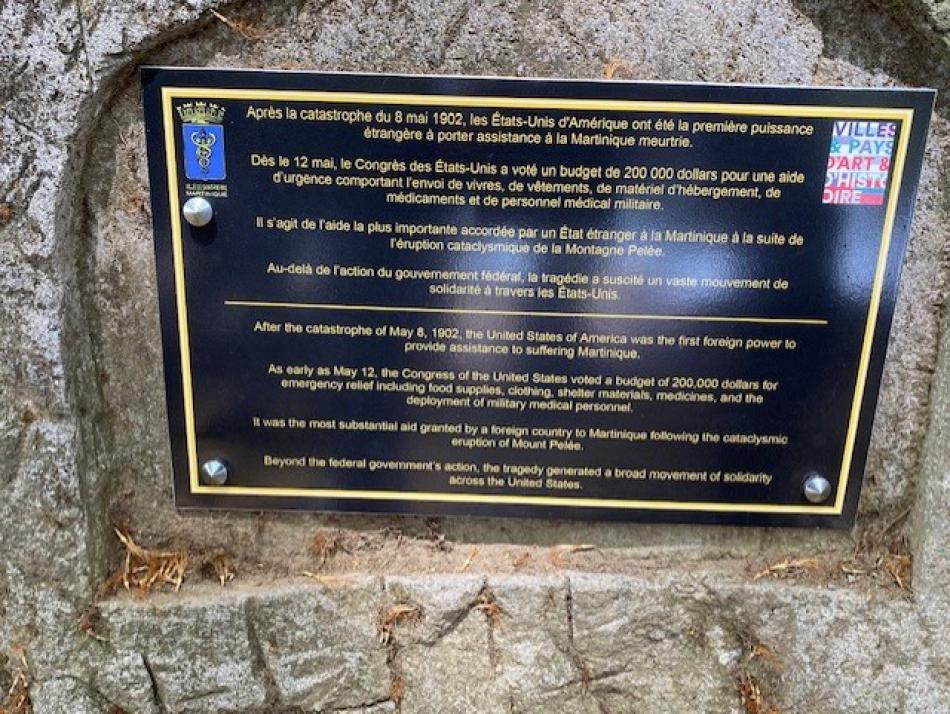 Après la catastrophe du 8 mai 1902, les États-Unis d'Amérique ont été la première puissance
étrangère à porter assistance à la Martinique meurtrie.
Dès le 12 mai, le Congrès des États-Unis a voté un budget de 200 000 dollars pour une aide
d'urgence comportant l'envoi de vivres, de vêtements, de matériel d'hébergement, de
médicaments et de personnel médical militaire.
Il s'agit de l'aide la plus importante accordée par un État étranger à la Martinique à la suite de
l'éruption cataclysmique de la Montagne Pelée.
Au-delà de l'action du gouvernement fédéral, la tragédie a suscité un vaste mouvement de
solidarité à travers les États-Unis.
After the catastrophe of May 8, 1902, the United States of America was the first foreign power to
provide assistance to suffering Martinique.
As early as May 12, the Congress of the United States voted a budget of 200,000 dollars for
emergency relief including food supplies, clothing, shelter materials, medicines, and the
deployment of military medical personnel.
It was the most substantial aid granted by a foreign country to Martinique following the cataclysmic
eruption of Mount Pelée.
Beyond the federal government's action, the tragedy generated a broad movement of solidarity
across the United States.
MARTINIQUE
VILLES
& PAYS
D'ART &
D'HISTO
OIRE